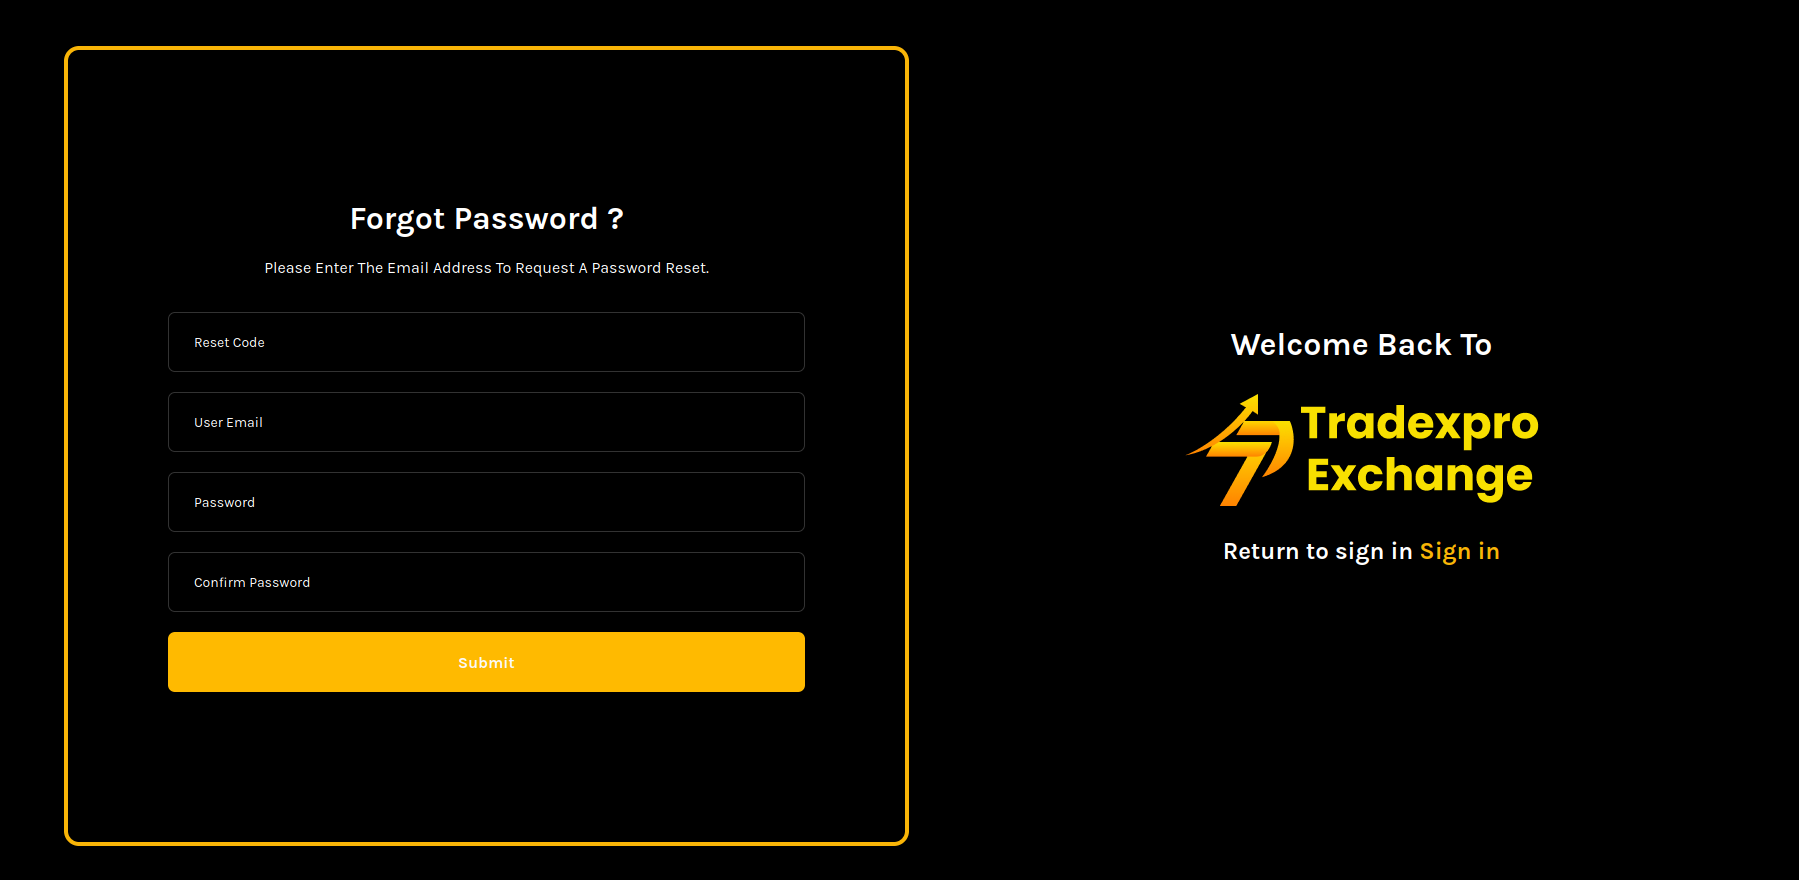 Forgot Password ?
Please Enter The Email Address To Request A Password Reset.
Reset Code
User Email
Password
Confirm Password
Submit
Welcome Back To
Tradexpro
Exchange
Return to sign in Sign in